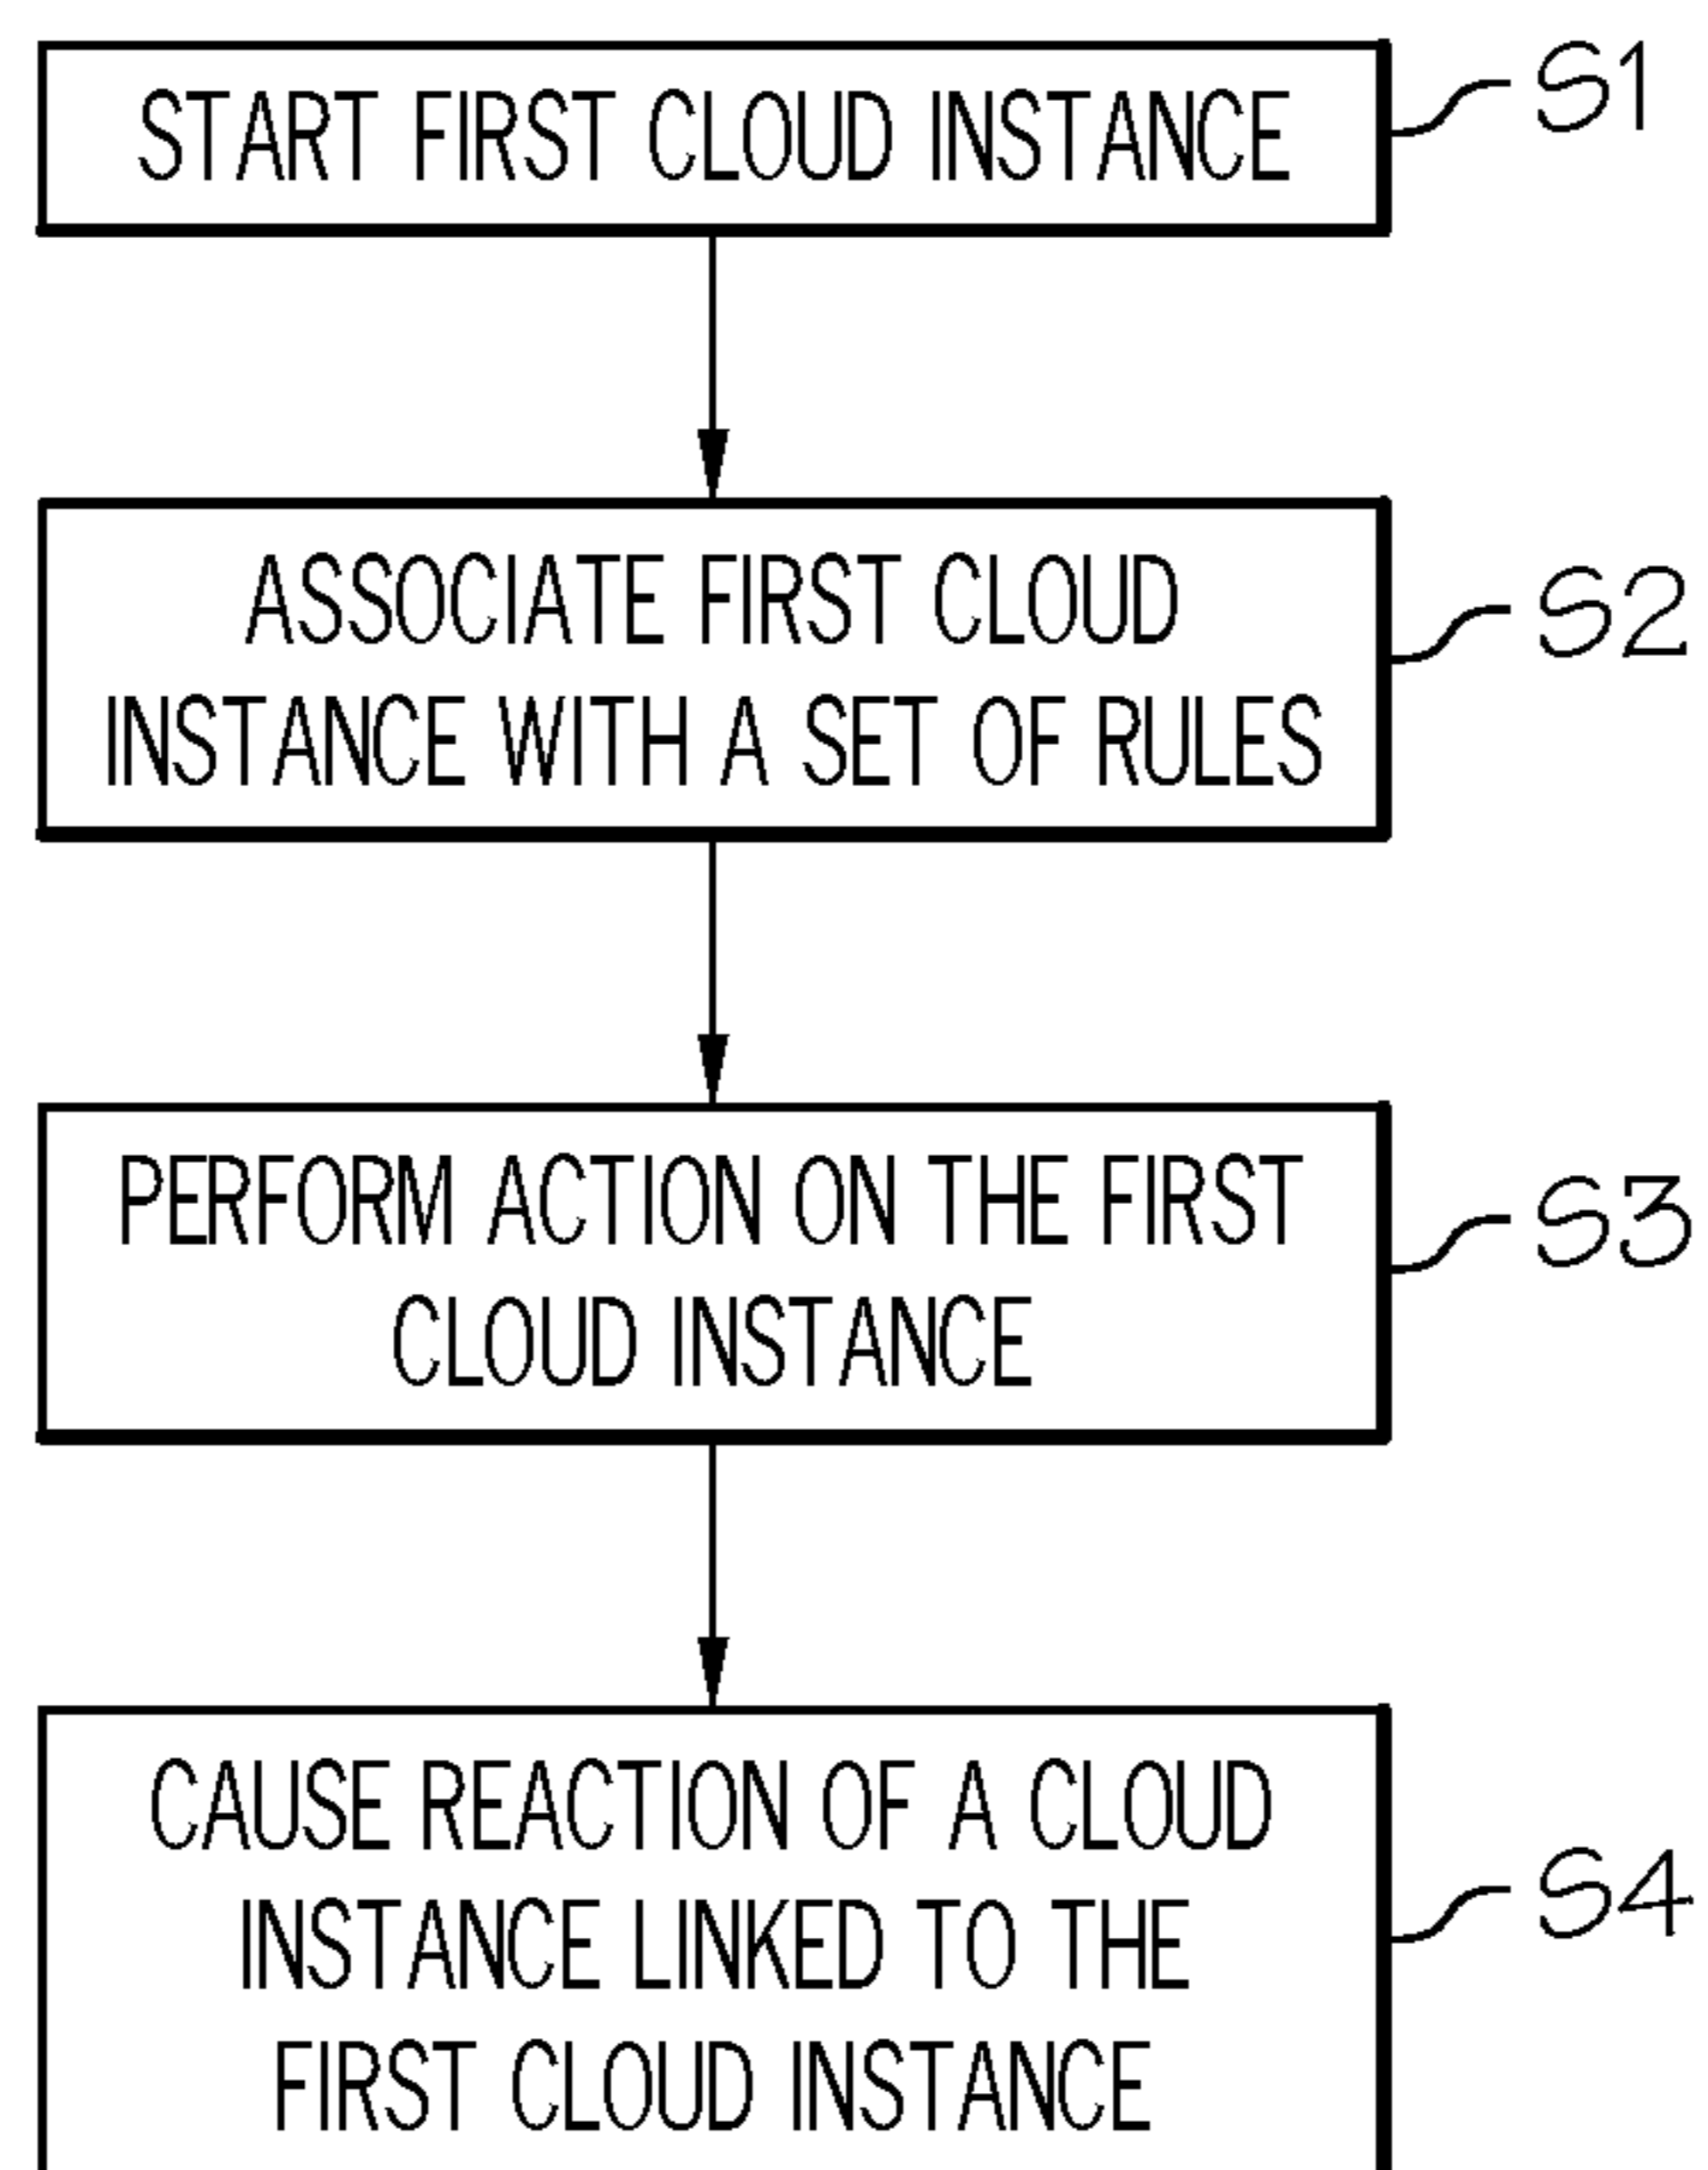 START FIRST CLOUD INSTANCE
S1
ASSOCIATE FIRST CLOUD
INSTANCE WITH A SET OF RULES
S2
PERFORM ACTION ON THE FIRST
CLOUD INSTANCE
S3
CAUSE REACTION OF A CLOUD
INSTANCE LINKED TO THE
FIRST CLOUD INSTANCE
S4